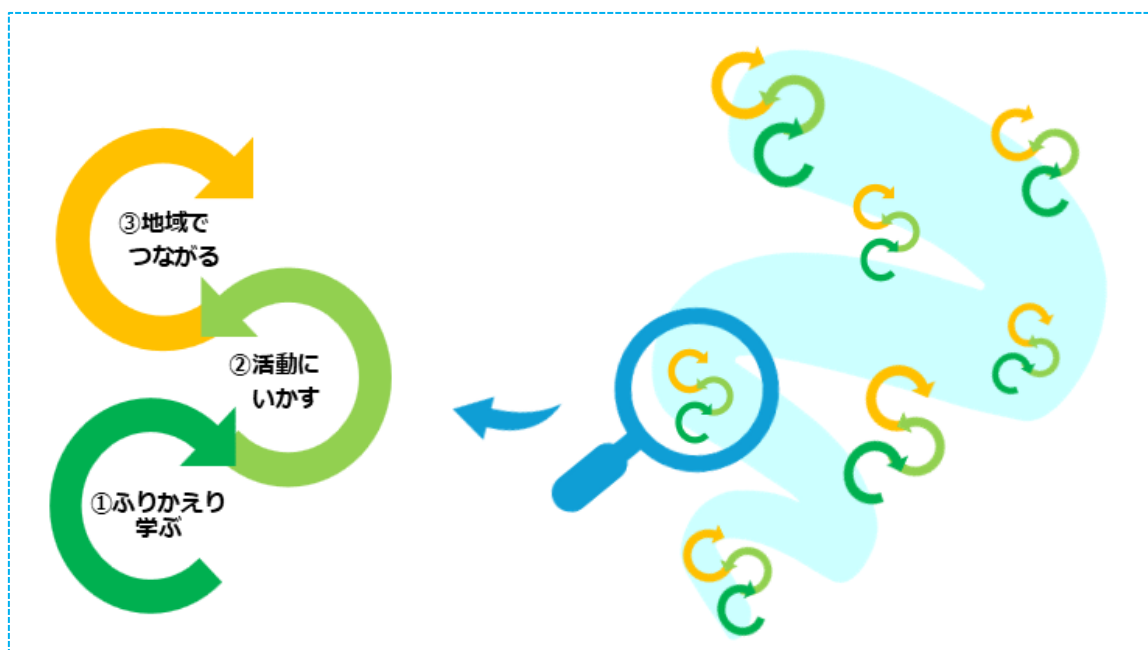 ③地域で
つながる
②活動に
いかす
①ふりかえり
学ぶ